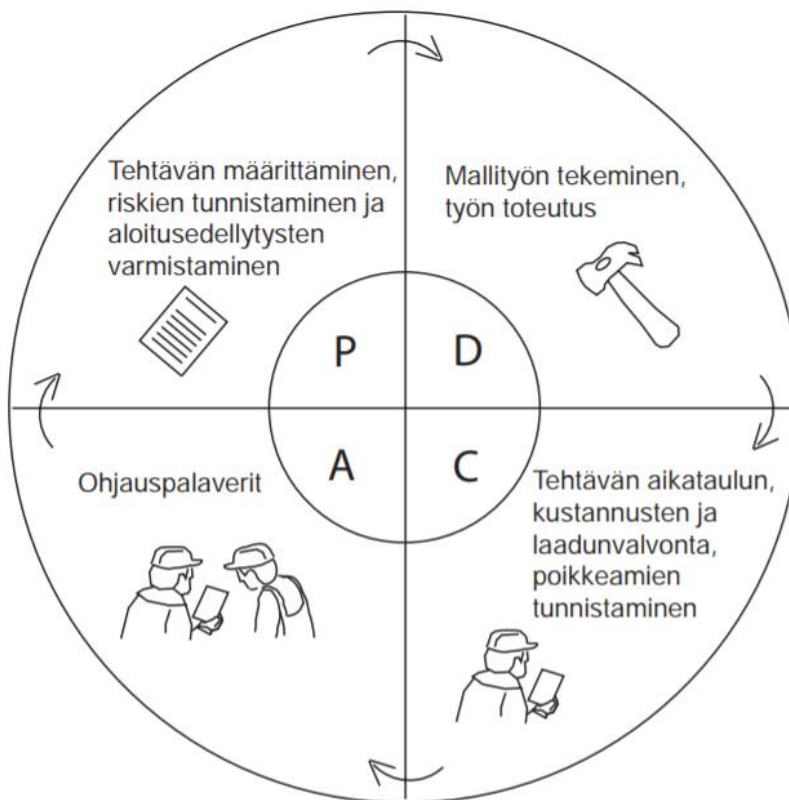 Tehtävän määrittäminen,
riskien tunnistaminen ja
aloitusedellytysten
varmistaminen
Mallityön tekeminen,
työn toteutus
P
D
A
C
Ohjauspalaverit
Tehtävän aikataulun,
kustannusten ja
laadunvalvonta,
poikkeamien
tunnistaminen